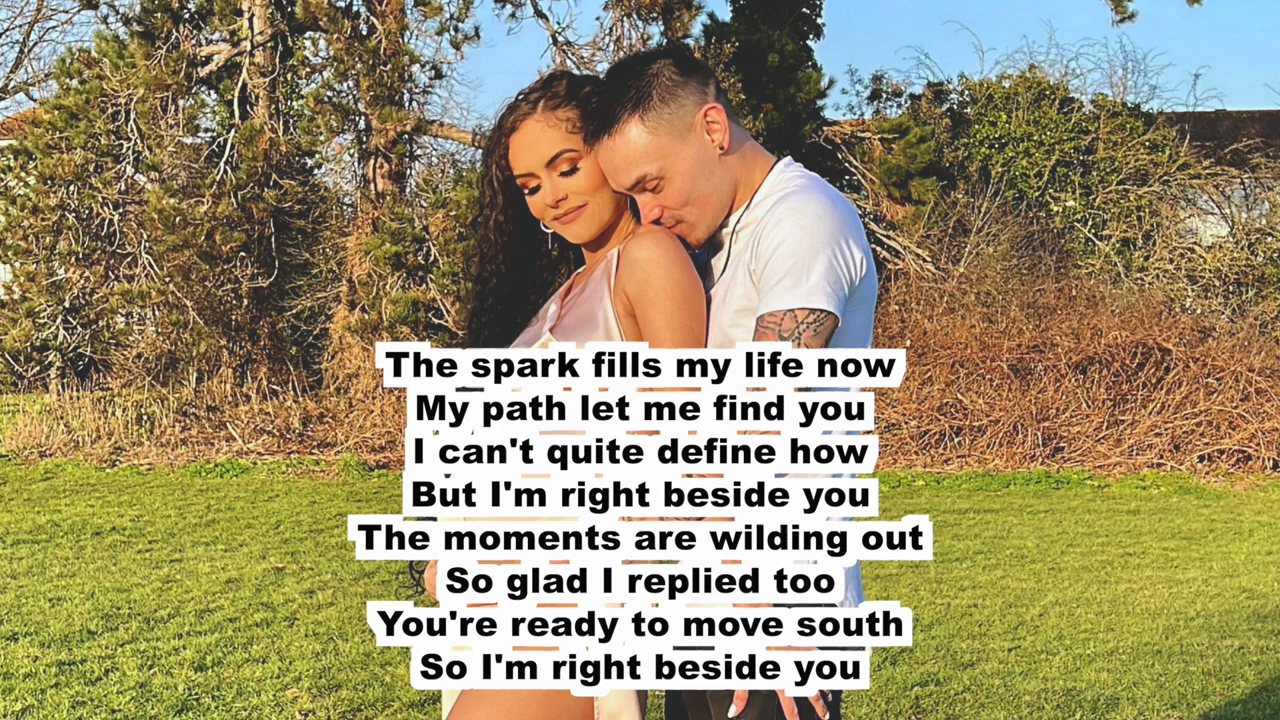 The spark fills my life now
My path let me find you
I can't quite define how
But I'm right beside you
The moments are wilding out
So glad I replied too
You're ready to move south
So I'm right beside you